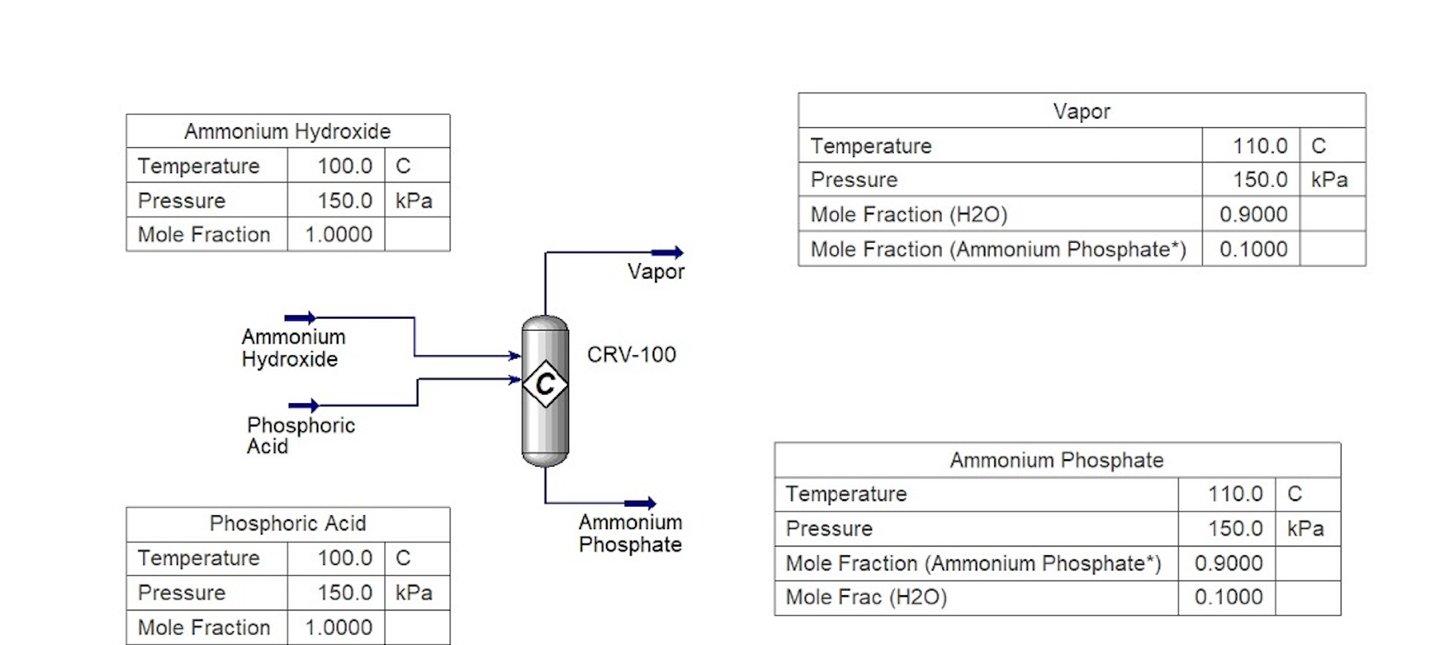 Ammonium Hydroxide
Temperature 100.0 C
Pressure 150.0 kPa
Mole Fraction 1.0000
Vapor
Temperature 110.0 C
Pressure 150.0 kPa
Mole Fraction (H2O) 0.9000
Mole Fraction (Ammonium Phosphate*) 0.1000
Vapor
Ammonium
Hydroxide
CRV-100
C
Phosphoric
Acid
Ammonium
Phosphate
Phosphoric Acid
Temperature 100.0 C
Pressure 150.0 kPa
Mole Fraction 1.0000
Ammonium Phosphate
Temperature 110.0 C
Pressure 150.0 kPa
Mole Fraction (Ammonium Phosphate*) 0.9000
Mole Frac (H2O) 0.1000